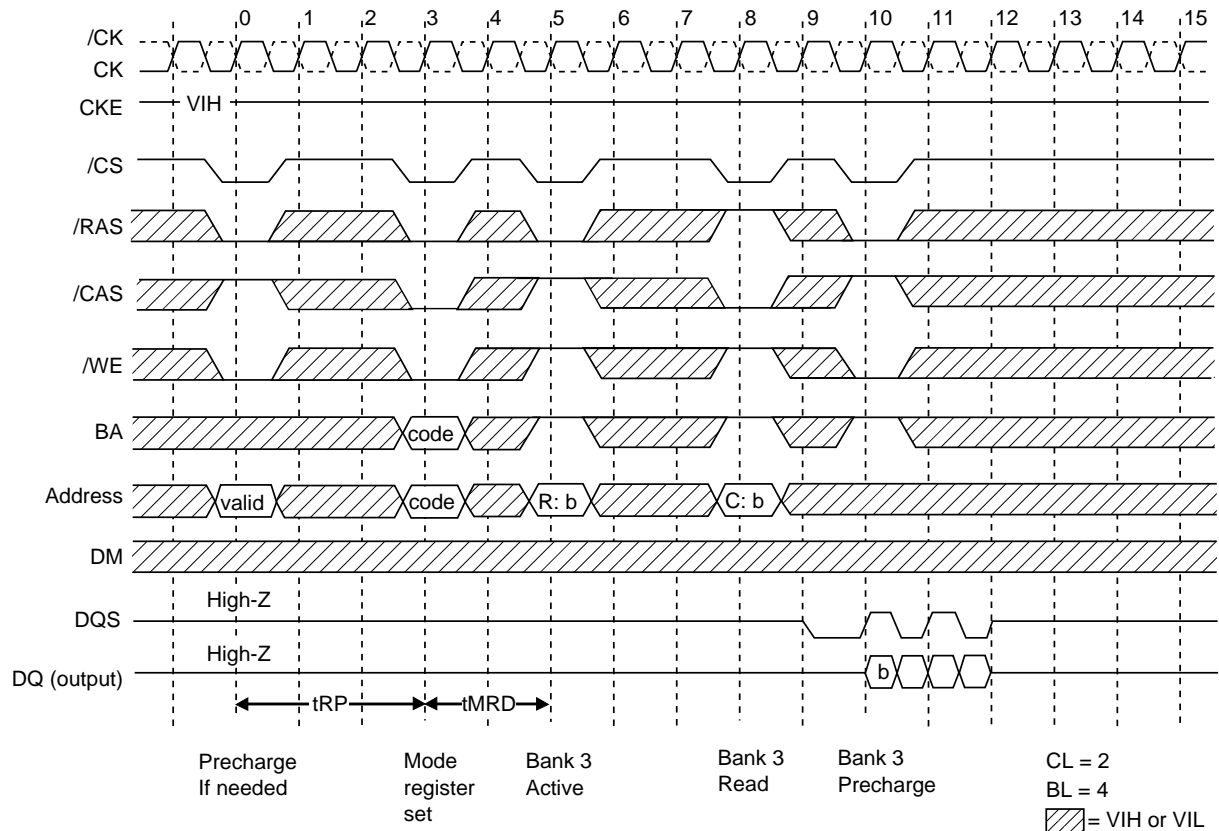 0 1 2 3 4 5 6 7 8 9 10 11 12 13 14 15
/CK
CK
CKE VIH
/CS
/RAS
/CAS
/WE
BA code
Address valid code R: b C: b
DM
High-Z
DQS
High-Z
DQ (output) b
tRP tMRD
Precharge If needed
Mode register set
Bank 3 Active
Bank 3 Read
Bank 3 Precharge
CL = 2
BL = 4
= VIH or VIL